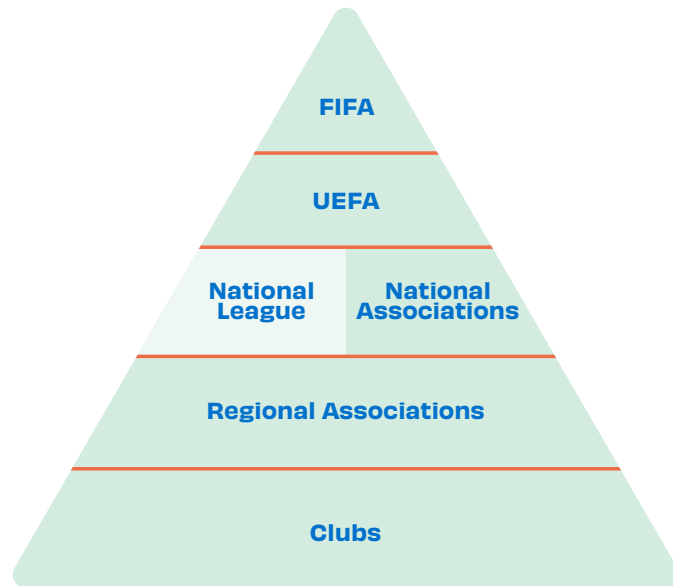 FIFA
UEFA
National
League
National
Associations
Regional Associations
Clubs